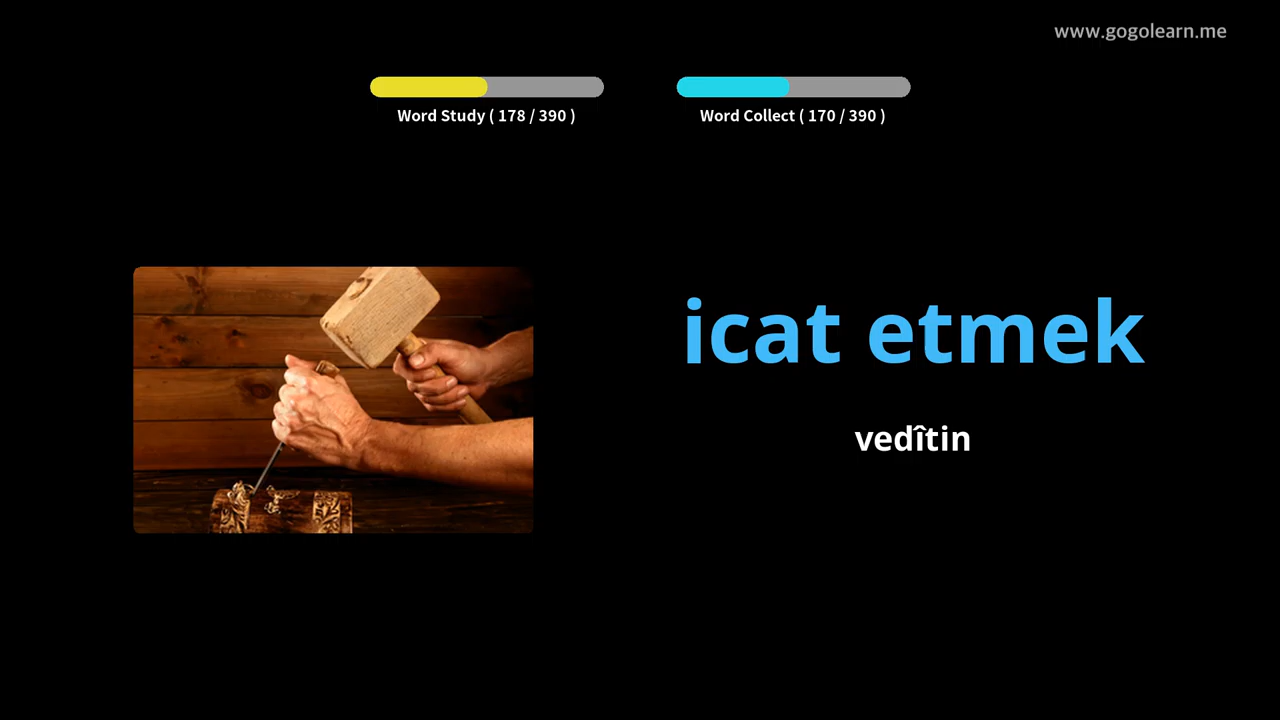 www.gogolearn.me
Word Study ( 178 / 390 )
Word Collect ( 170 / 390 )
icat etmek
vedîtin